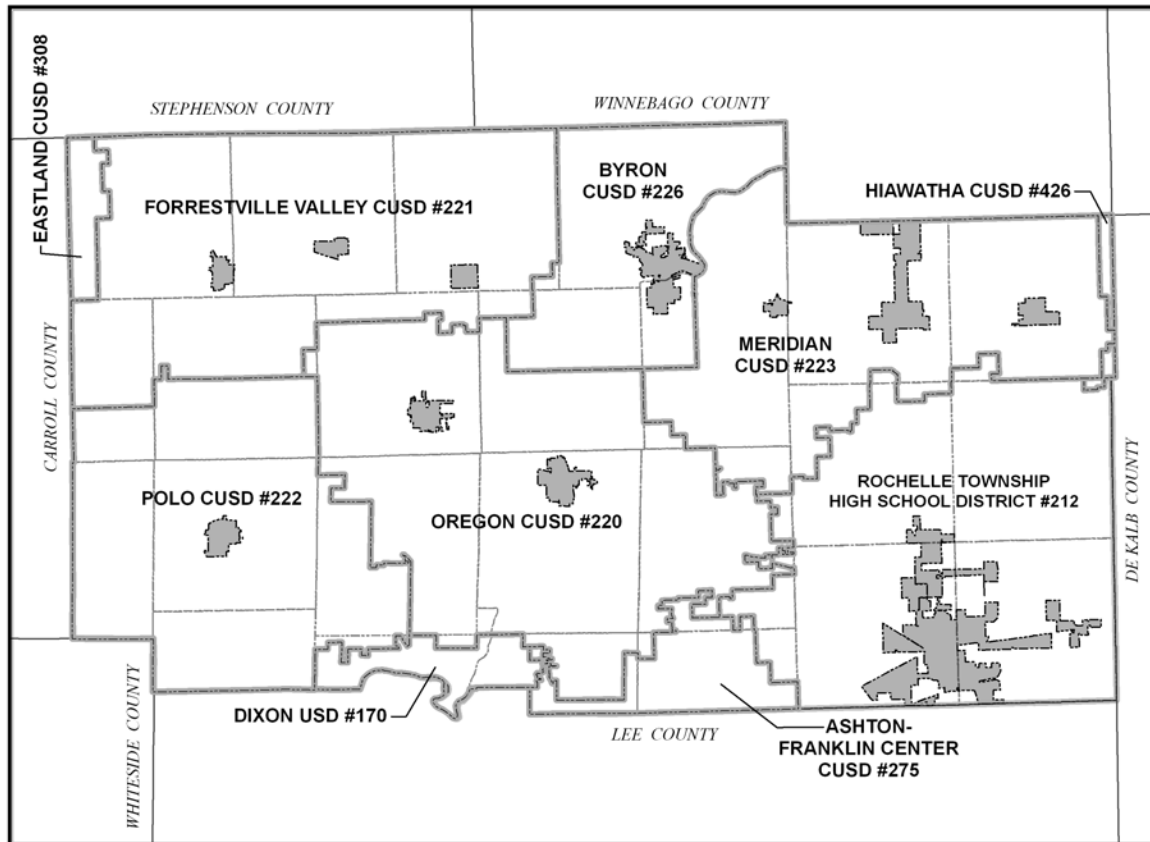 EASTLAND CUSD #308
STEPHENSON COUNTY
WINNEBAGO COUNTY
BYRON
CUSD #226
HIAWATHA CUSD #426
FORRESTVILLE VALLEY CUSD #221
MERIDIAN
CUSD #223
CARROLL COUNTY
POLO CUSD #222
OREGON CUSD #220
ROCHELLE TOWNSHIP
HIGH SCHOOL DISTRICT #212
DE KALB COUNTY
WHITESIDE COUNTY
DIXON USD #170
LEE COUNTY
ASHTON-
FRANKLIN CENTER
CUSD #275